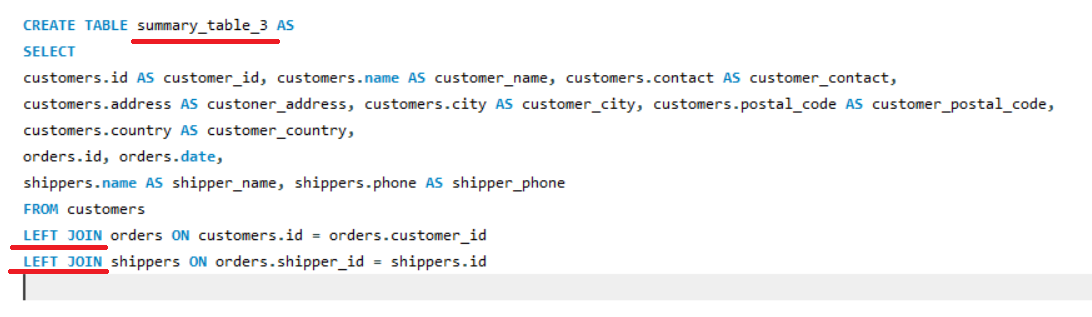 CREATE TABLE summary_table_3 AS
SELECT
customers.id AS customer_id, customers.name AS customer_name, customers.contact AS customer_contact,
customers.address AS custoner_address, customers.city AS customer_city, customers.postal_code AS customer_postal_code,
customers.country AS customer_country,
orders.id, orders.date,
shippers.name AS shipper_name, shippers.phone AS shipper_phone
FROM customers
LEFT JOIN orders ON customers.id = orders.customer_id
LEFT JOIN shippers ON orders.shipper_id = shippers.id